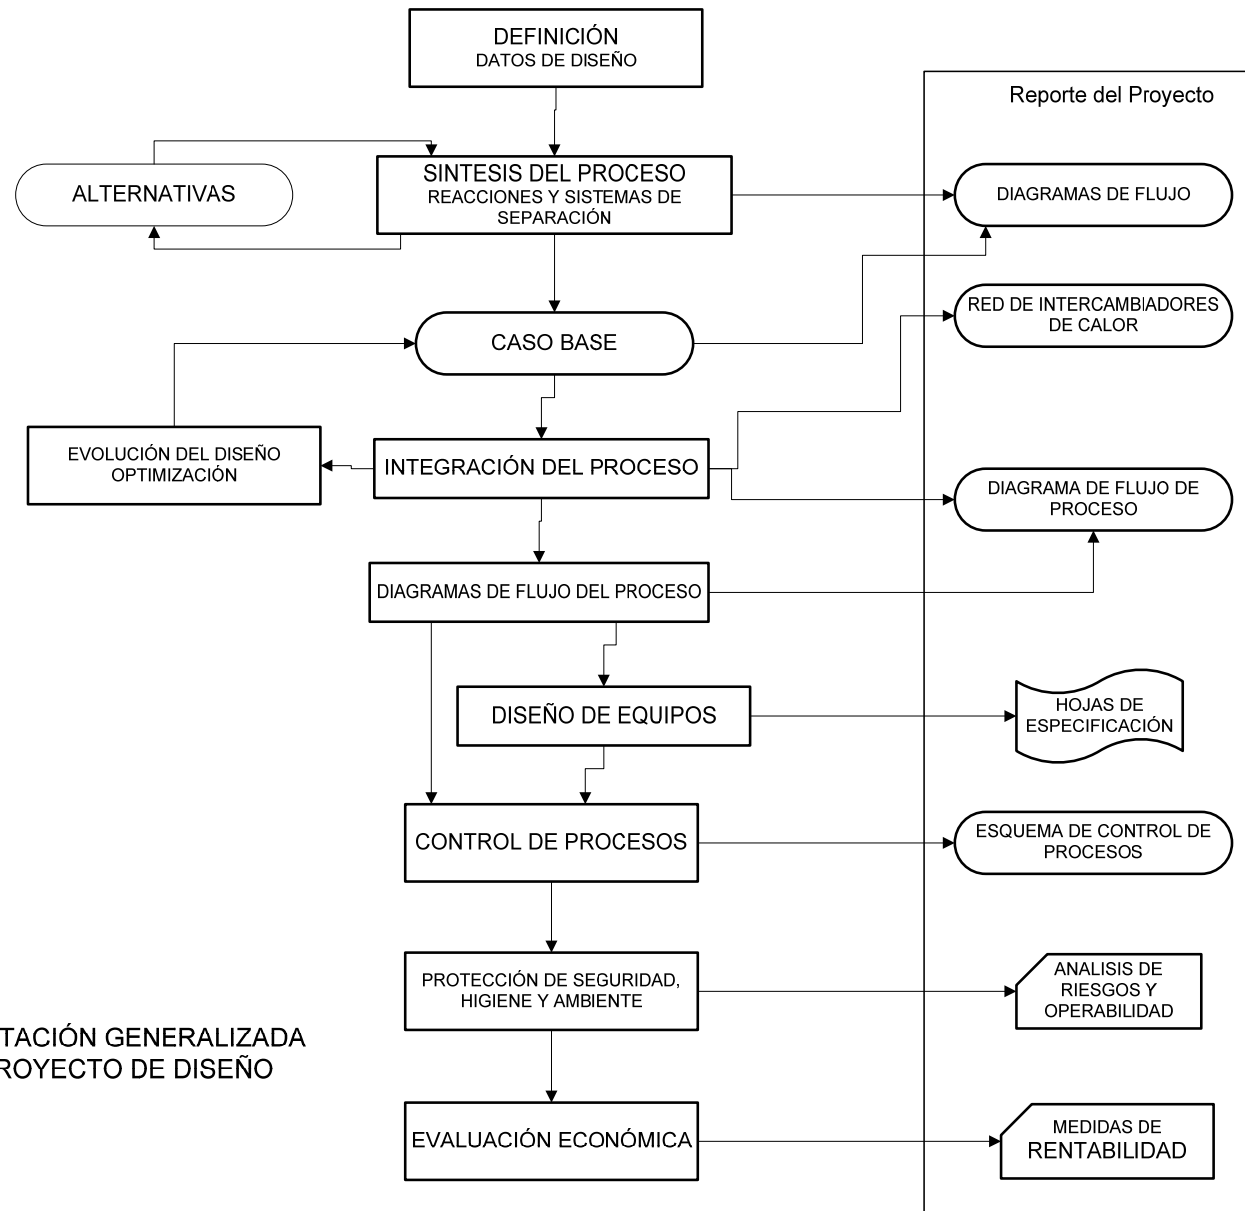 DEFINICIÓN
DATOS DE DISEÑO
Reporte del Proyecto
ALTERNATIVAS
SINTESIS DEL PROCESO
REACCIONES Y SISTEMAS DE
SEPARACIÓN
DIAGRAMAS DE FLUJO
RED DE INTERCAMBIADORES
DE CALOR
CASO BASE
EVOLUCIÓN DEL DISEÑO
OPTIMIZACIÓN
INTEGRACIÓN DEL PROCESO
DIAGRAMA DE FLUJO DE
PROCESO
DIAGRAMAS DE FLUJO DEL PROCESO
DISEÑO DE EQUIPOS
HOJAS DE
ESPECIFICACIÓN
CONTROL DE PROCESOS
ESQUEMA DE CONTROL DE
PROCESOS
PROTECCIÓN DE SEGURIDAD,
HIGIENE Y AMBIENTE
ANALISIS DE
RIESGOS Y
OPERABILIDAD
TACIÓN GENERALIZADA
ROYECTO DE DISEÑO
EVALUACIÓN ECONÓMICA
MEDIDAS DE
RENTABILIDAD